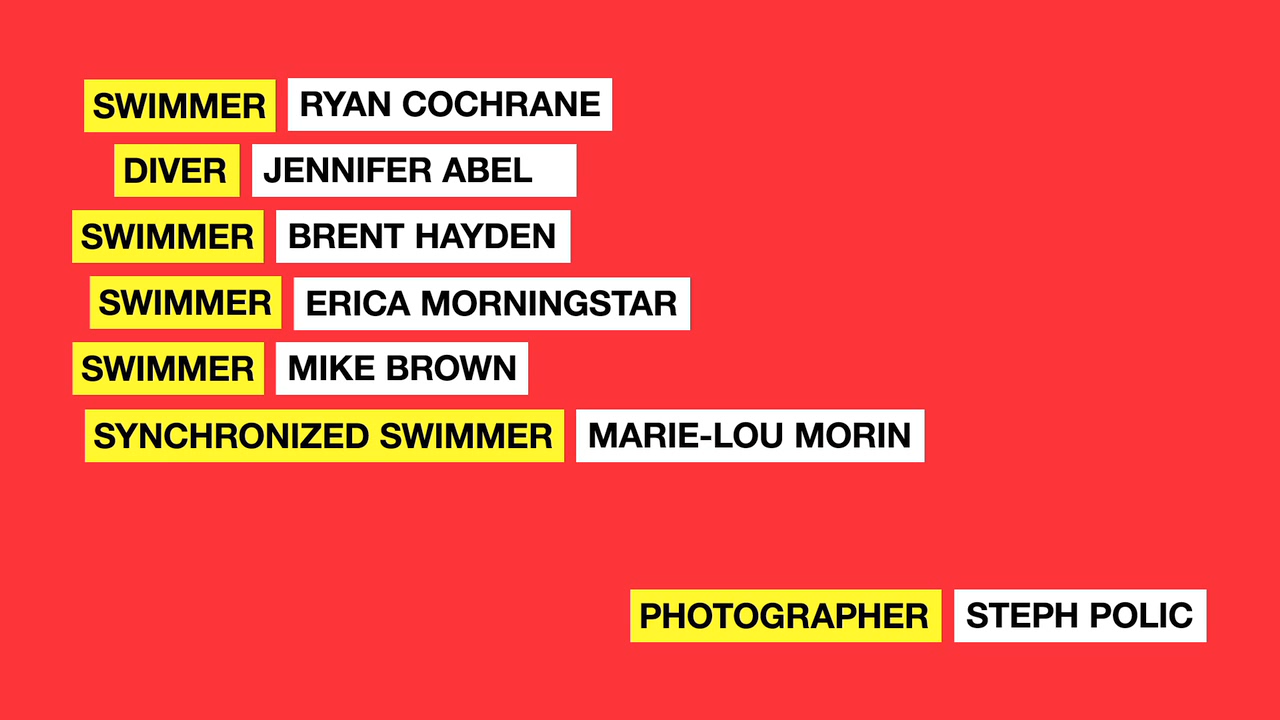 SWIMMER RYAN COCHRANE
DIVER JENNIFER ABEL
SWIMMER BRENT HAYDEN
SWIMMER ERICA MORNINGSTAR
SWIMMER MIKE BROWN
SYNCHRONIZED SWIMMER MARIE-LOU MORIN
PHOTOGRAPHER STEPH POLIC